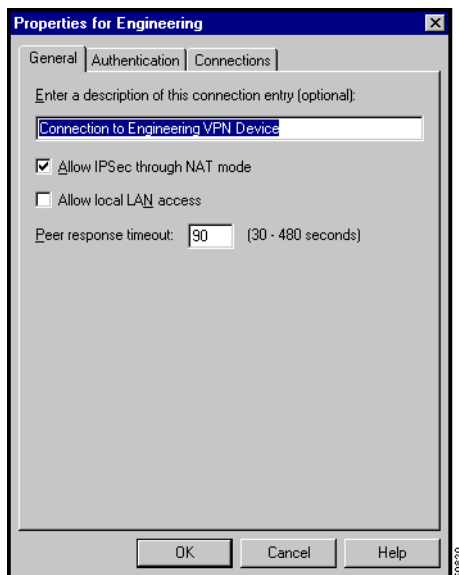 Properties for Engineering
General Authentication Connections
Enter a description of this connection entry (optional):
Connection to Engineering VPN Device
Allow IPSec through NAT mode
Allow local LAN access
Peer response timeout: 90 (30 - 480 seconds)
OK Cancel Help